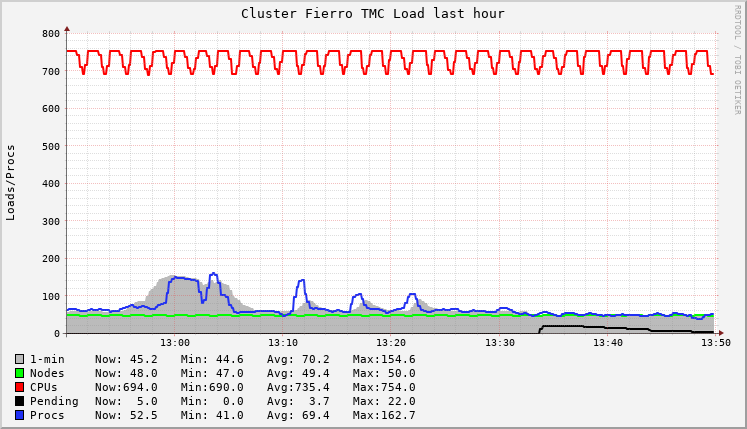 Cluster Fierro TMC Load last hour
RRDTOOL / TOBI OETIKER
Loads/Procs
800
700
600
500
400
300
200
100
0
13:00 13:10 13:20 13:30 13:40 13:50
1-min Now: 45.2 Min: 44.6 Avg: 70.2 Max:154.6
Nodes Now: 48.0 Min: 47.0 Avg: 49.4 Max: 50.0
CPUs Now:694.0 Min:690.0 Avg:735.4 Max:754.0
Pending Now: 5.0 Min: 0.0 Avg: 3.7 Max: 22.0
Procs Now: 52.5 Min: 41.0 Avg: 69.4 Max:162.7